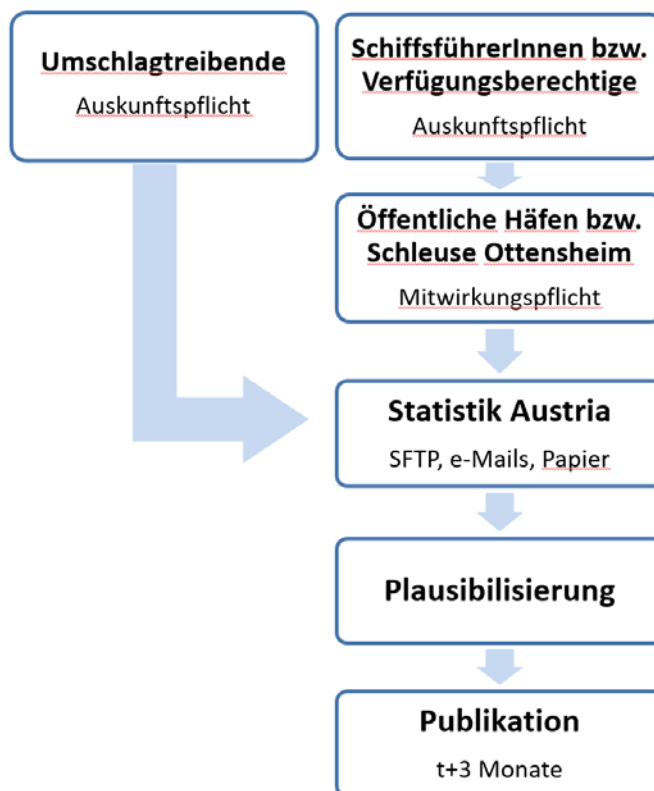 Umschlagtreibende
Auskunftspflicht
SchiffsführerInnen bzw.
Verfügungsberechtige
Auskunftspflicht
Öffentliche Häfen bzw.
Schleuse Ottensheim
Mitwirkungspflicht
Statistik Austria
SFTP, e-Mails, Papier
Plausibilisierung
Publikation
t+3 Monate